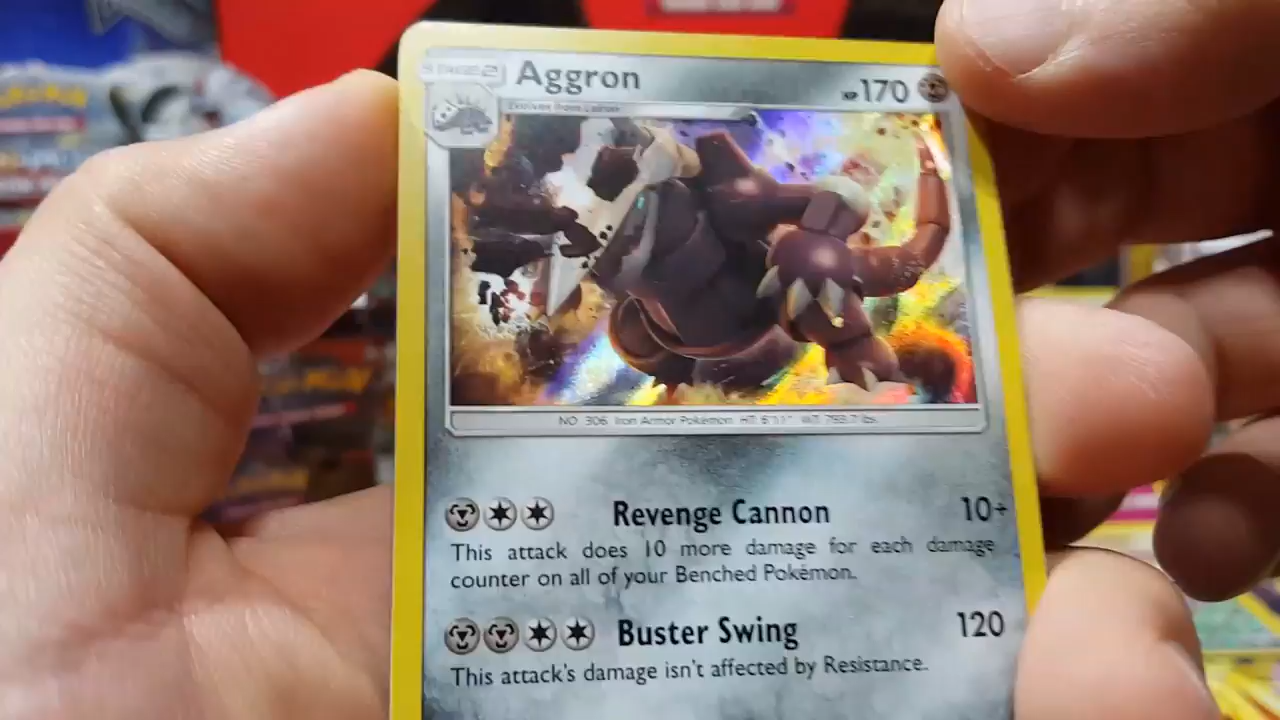 STAGE 2 Aggron HP 170
Evolves from Lairon
NO. 306 Iron Armor Pokémon HT: 6'11" WT: 793.7 lbs.
Revenge Cannon 10+
This attack does 10 more damage for each damage
counter on all of your Benched Pokémon.
Buster Swing 120
This attack's damage isn't affected by Resistance.